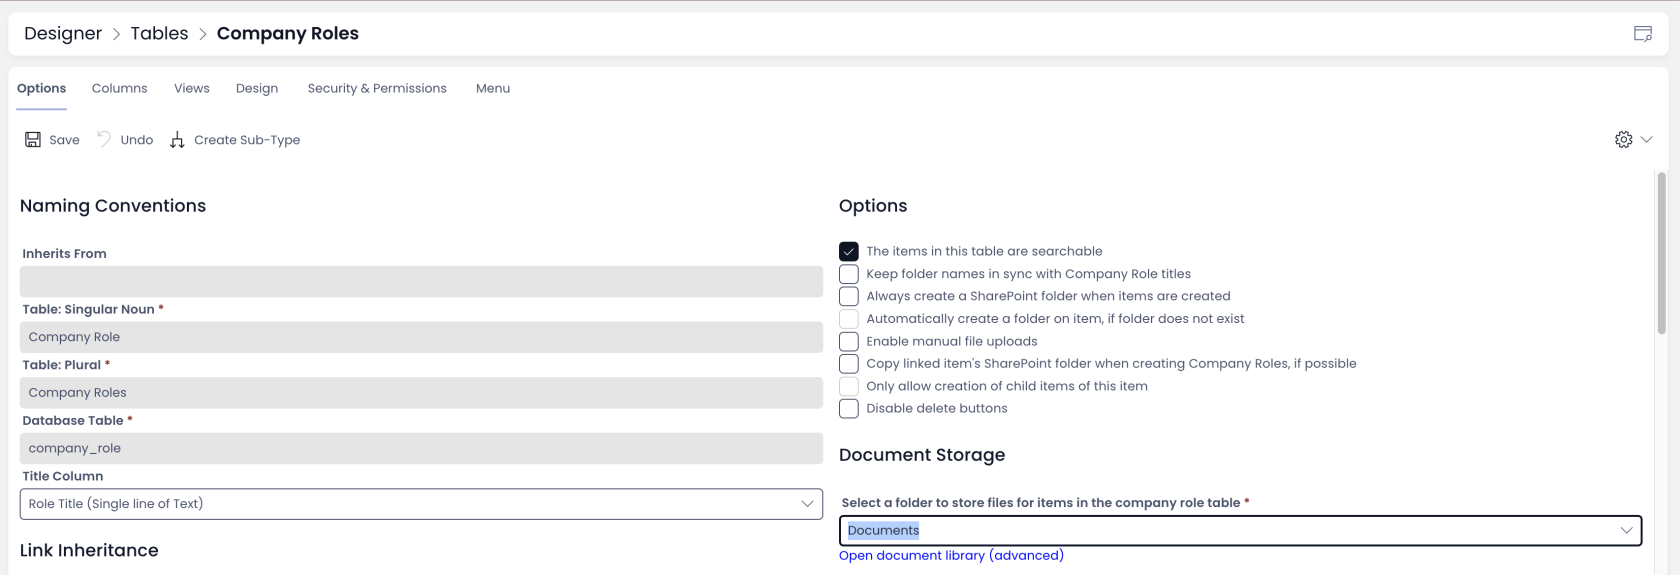 Designer > Tables > Company Roles
Options Columns Views Design Security & Permissions Menu
Save Undo Create Sub-Type
Naming Conventions
Inherits From
Table: Singular Noun *
Company Role
Table: Plural *
Company Roles
Database Table *
company_role
Title Column
Role Title (Single line of Text)
Link Inheritance
Options
The items in this table are searchable
Keep folder names in sync with Company Role titles
Always create a SharePoint folder when items are created
Automatically create a folder on item, if folder does not exist
Enable manual file uploads
Copy linked item's SharePoint folder when creating Company Roles, if possible
Only allow creation of child items of this item
Disable delete buttons
Document Storage
Select a folder to store files for items in the company role table *
Documents
Open document library (advanced)